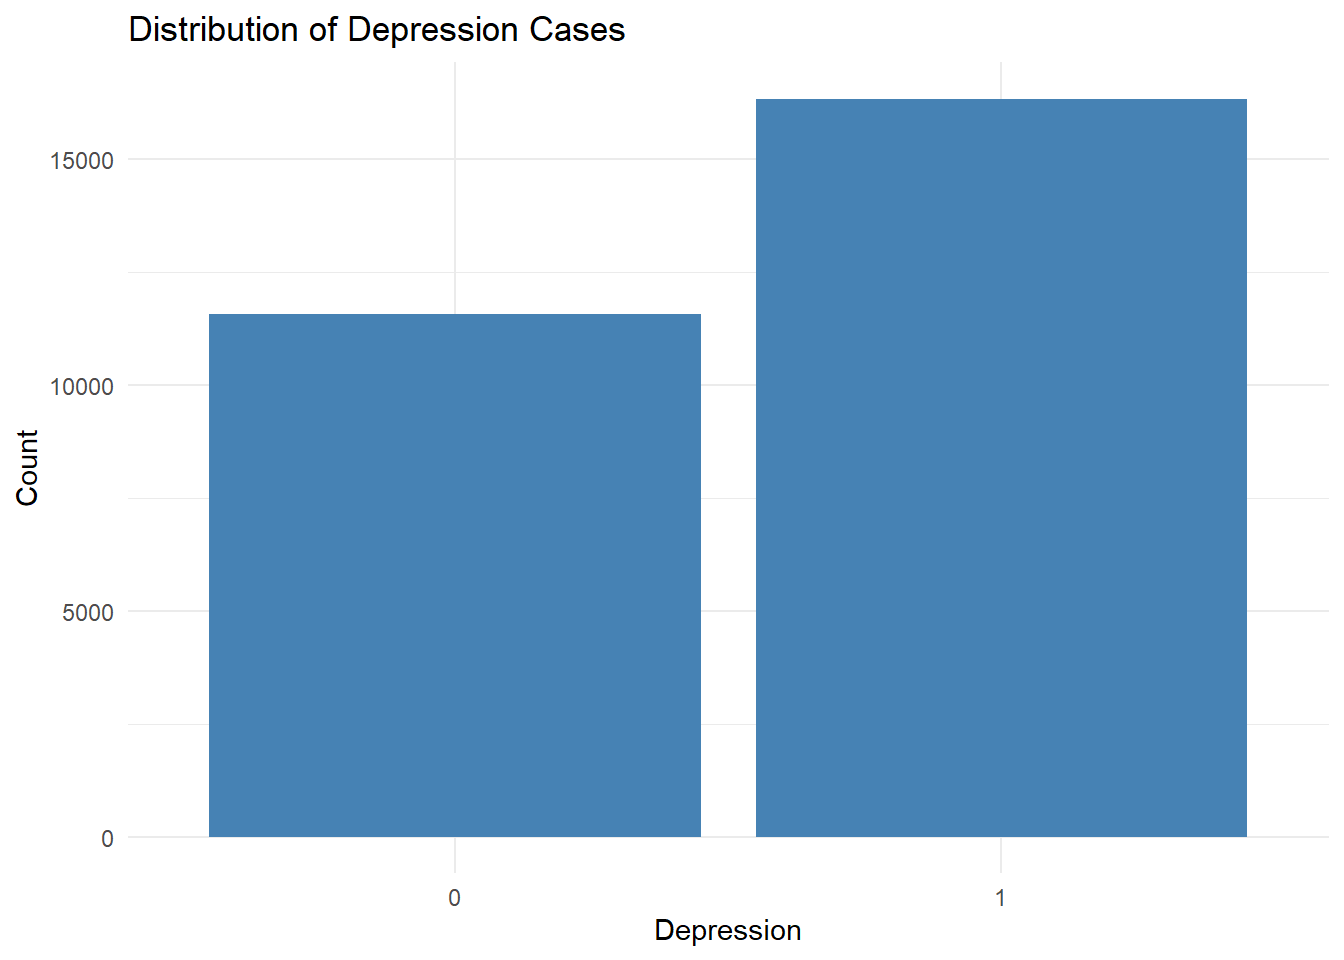 Distribution of Depression Cases
15000
10000
5000
0
Count
0 1
Depression